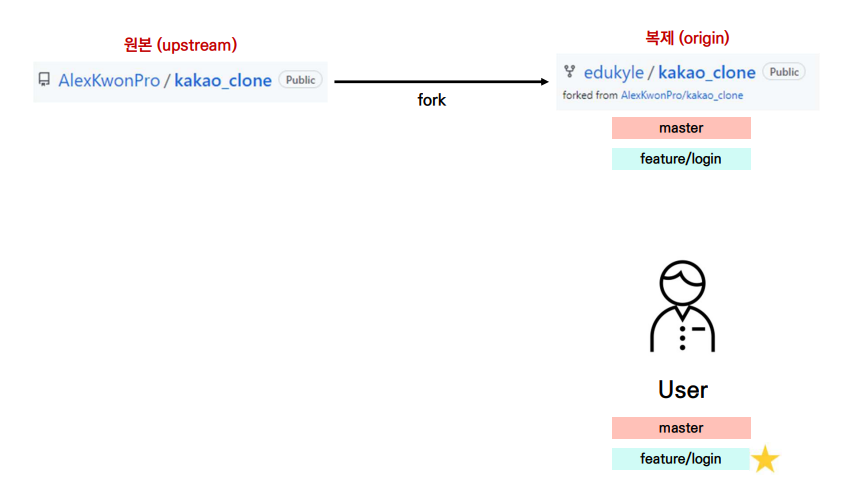 원본 (upstream)
AlexKwonPro / kakao_clone Public
fork
복제 (origin)
edukyle / kakao_clone Public
forked from AlexKwonPro/kakao_clone
master
feature/login
User
master
feature/login